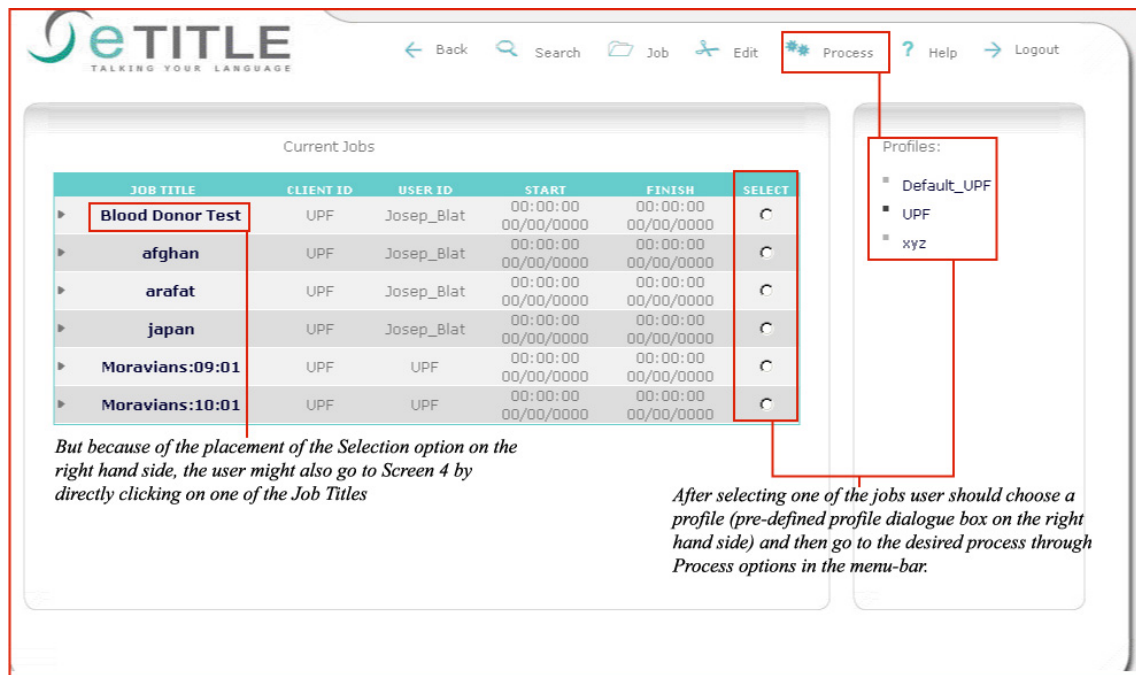 eTITLE
TALKING YOUR LANGUAGE
Back Search Job Edit Process Help Logout
Current Jobs
JOB TITLE CLIENT ID USER ID START FINISH SELECT
Blood Donor Test UPF Josep_Blat 00:00:00 00/00/0000 00:00:00 00/00/0000
afghan UPF Josep_Blat 00:00:00 00/00/0000 00:00:00 00/00/0000
arafat UPF Josep_Blat 00:00:00 00/00/0000 00:00:00 00/00/0000
japan UPF Josep_Blat 00:00:00 00/00/0000 00:00:00 00/00/0000
Moravians:09:01 UPF UPF 00:00:00 00/00/0000 00:00:00 00/00/0000
Moravians:10:01 UPF UPF 00:00:00 00/00/0000 00:00:00 00/00/0000
But because of the placement of the Selection option on the
right hand side, the user might also go to Screen 4 by
directly clicking on one of the Job Titles
Profiles:
Default_UPF
UPF
xyz
After selecting one of the jobs user should choose a
profile (pre-defined profile dialogue box on the right
hand side) and then go to the desired process through
Process options in the menu-bar.